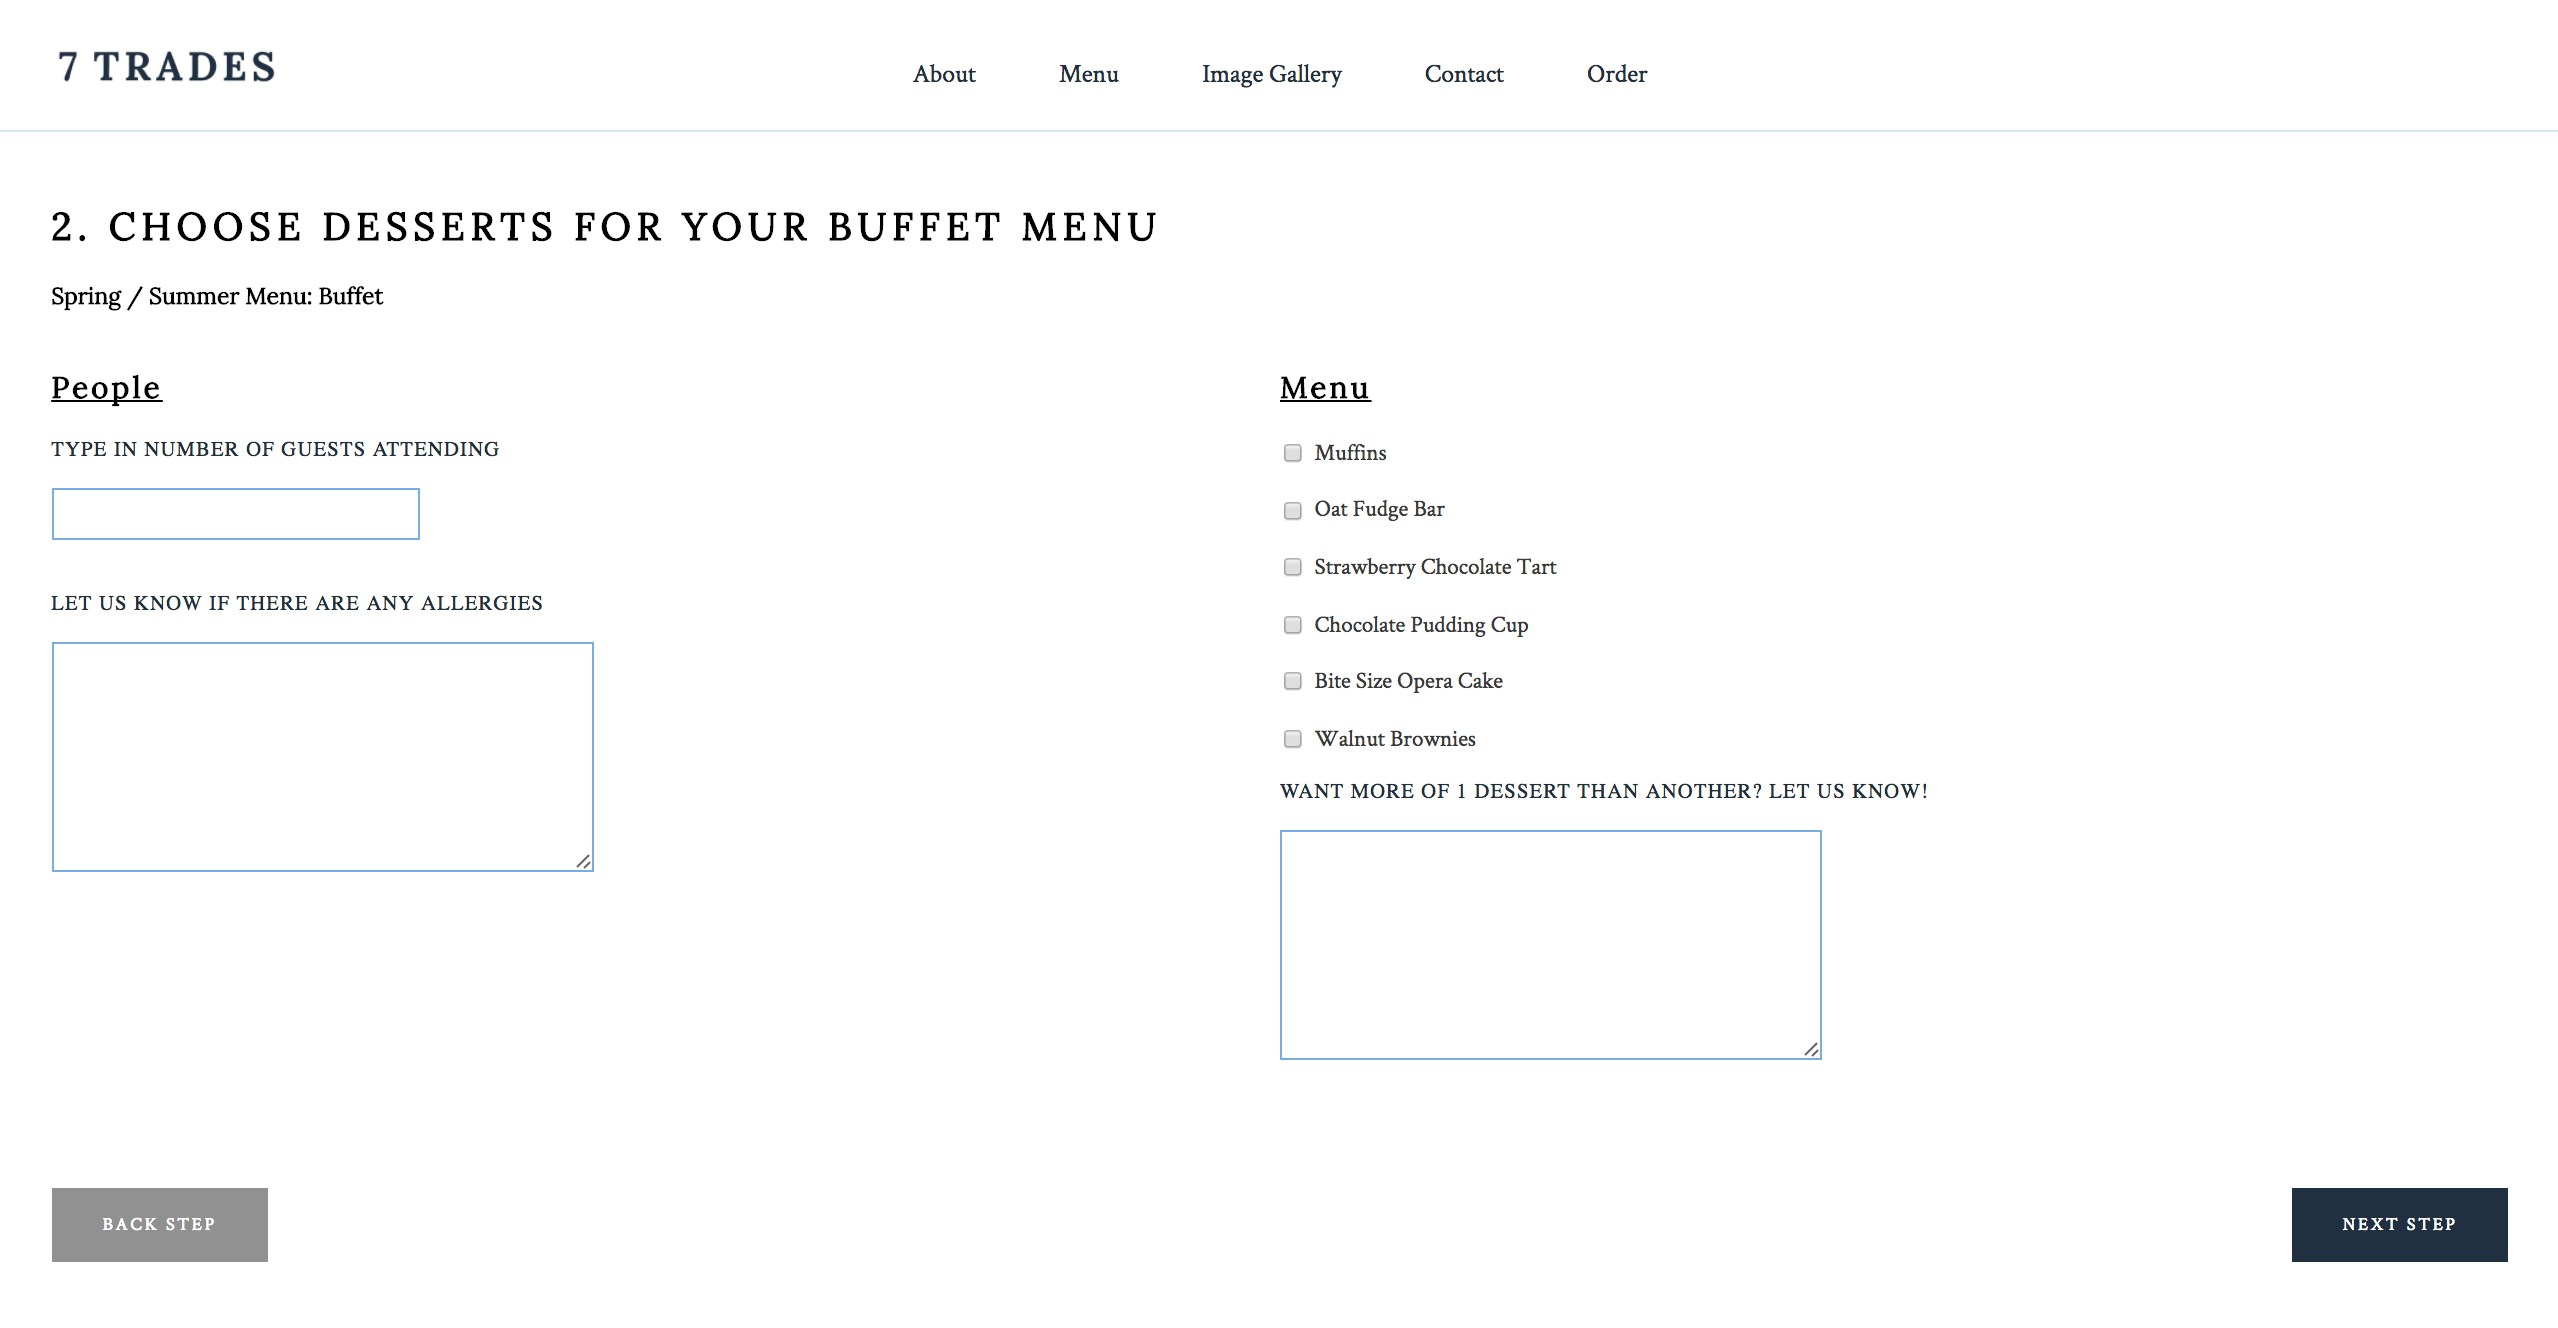 7 TRADES
About Menu Image Gallery Contact Order
2. CHOOSE DESSERTS FOR YOUR BUFFET MENU
Spring / Summer Menu: Buffet
People
TYPE IN NUMBER OF GUESTS ATTENDING
LET US KNOW IF THERE ARE ANY ALLERGIES
Menu
Muffins
Oat Fudge Bar
Strawberry Chocolate Tart
Chocolate Pudding Cup
Bite Size Opera Cake
Walnut Brownies
WANT MORE OF 1 DESSERT THAN ANOTHER? LET US KNOW!
BACK STEP
NEXT STEP